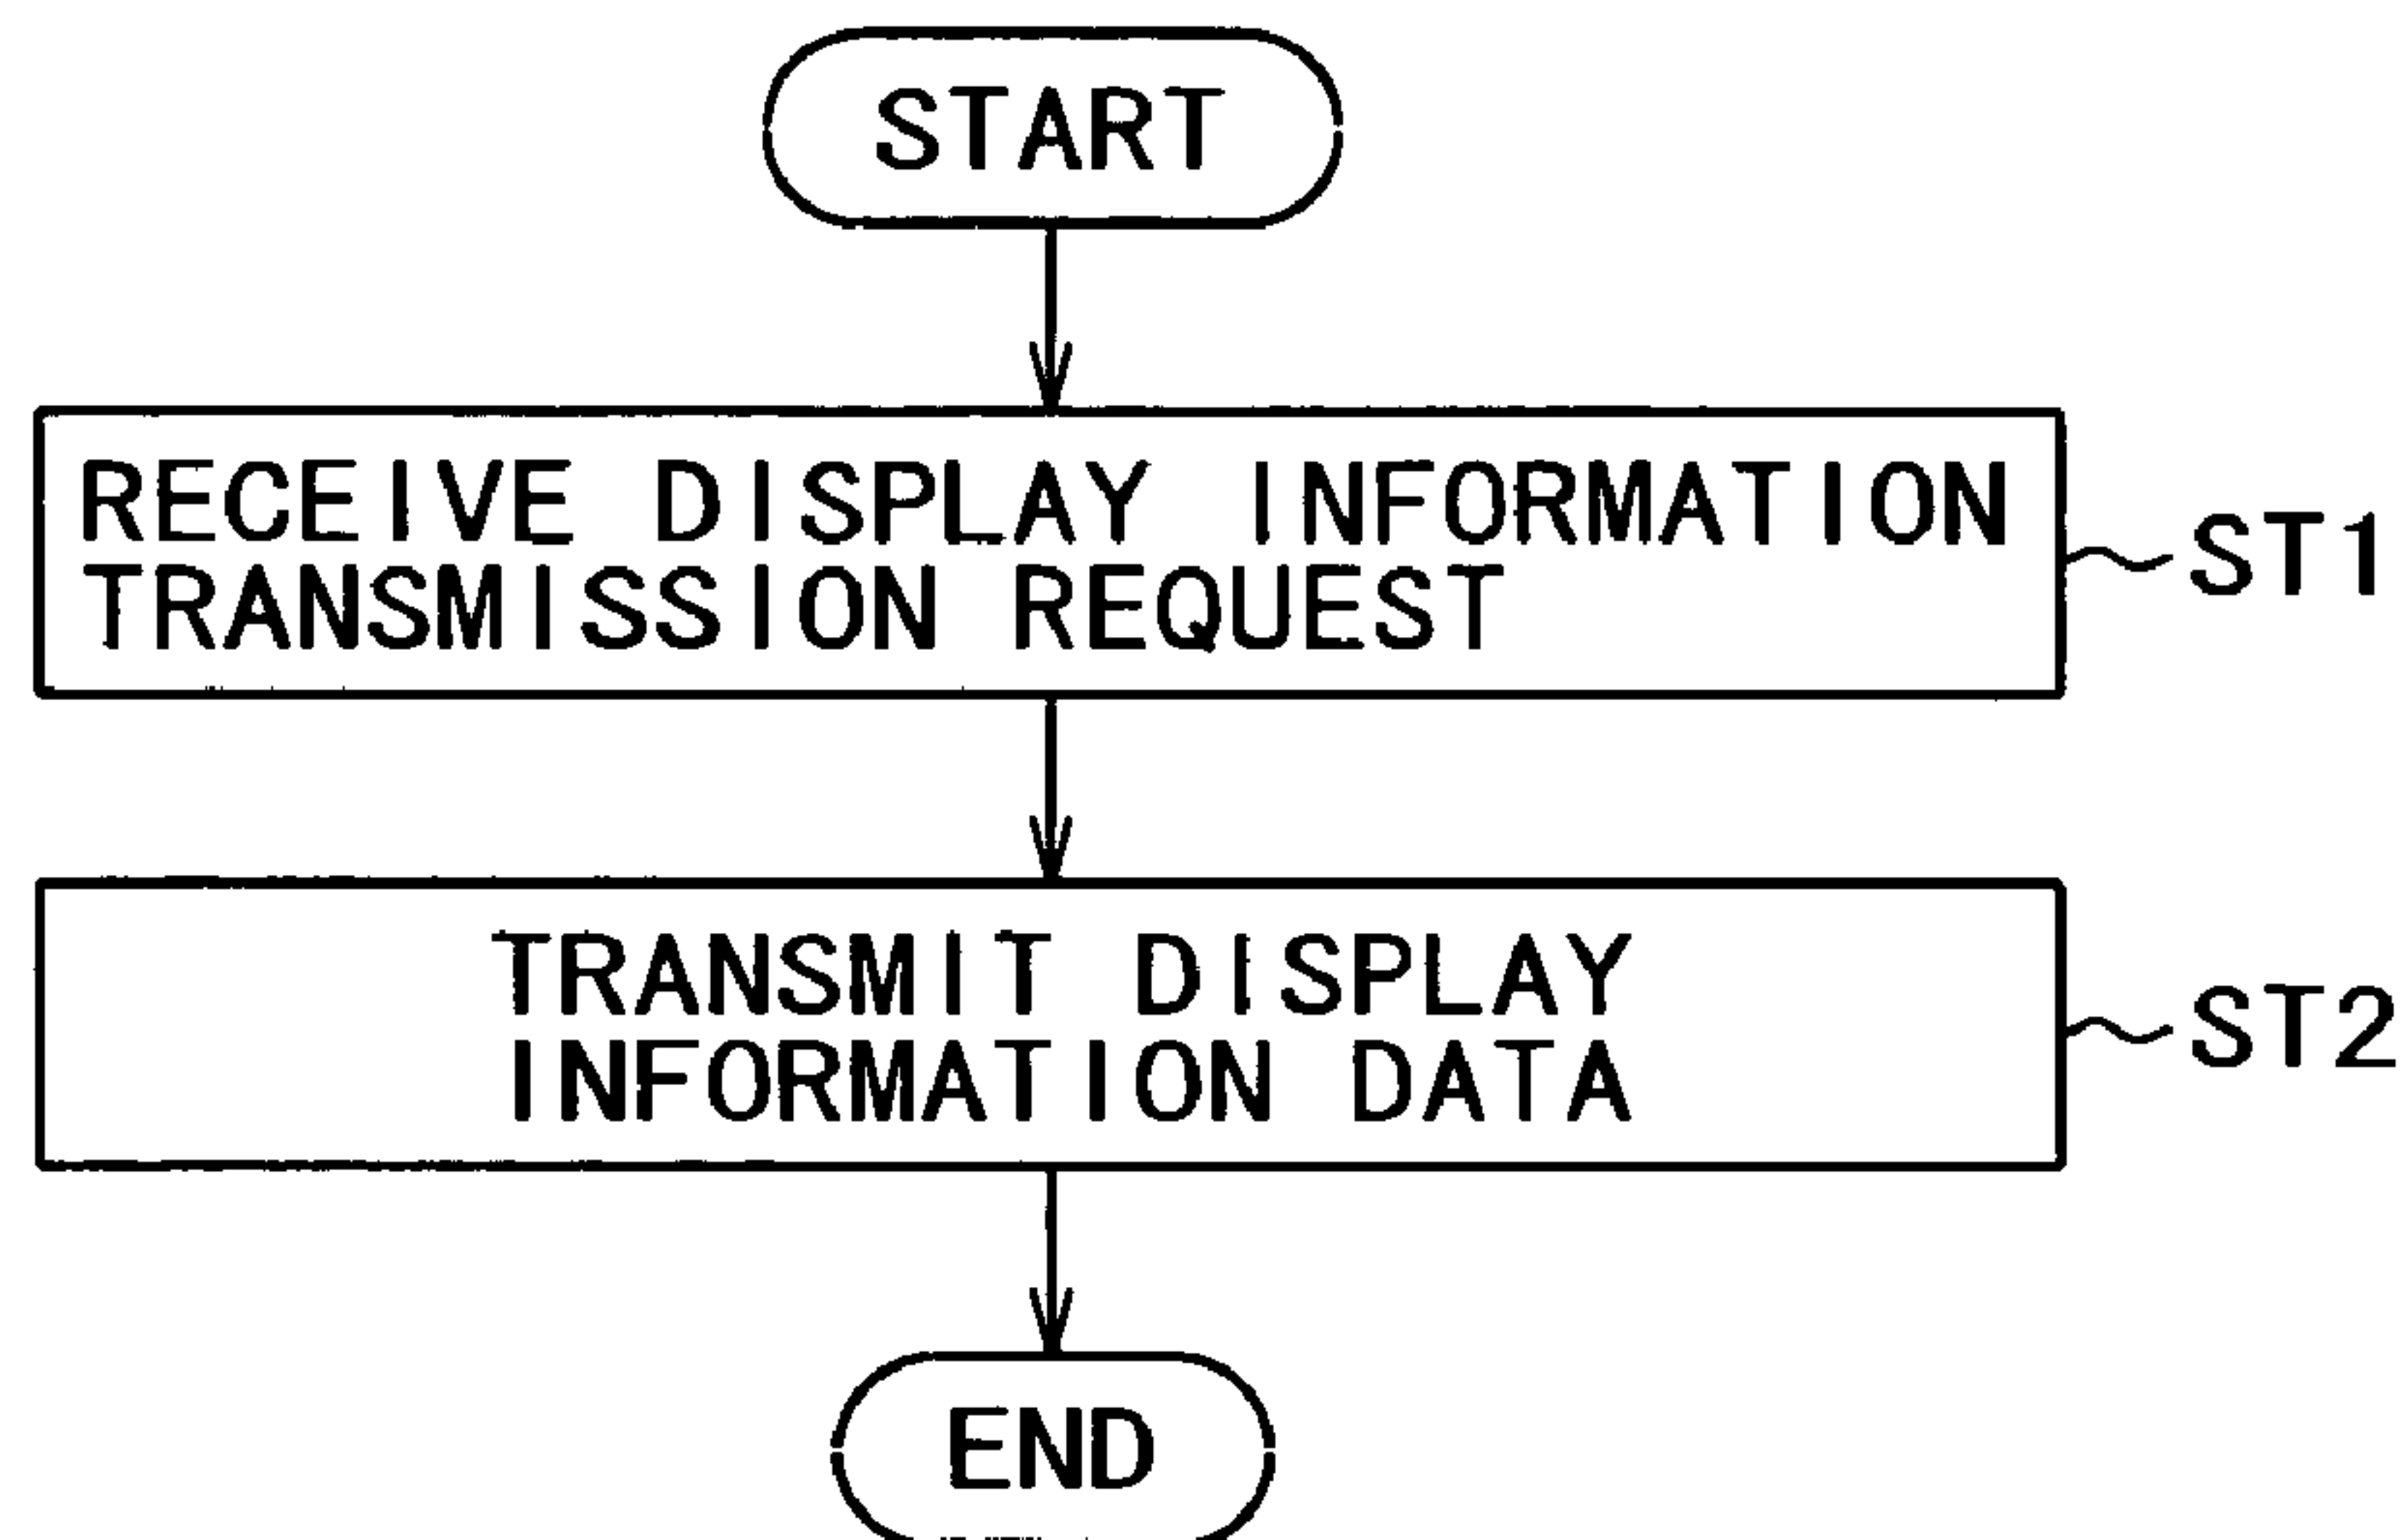 START
RECEIVE DISPLAY INFORMATION
TRANSMISSION REQUEST
ST1
TRANSMIT DISPLAY
INFORMATION DATA
ST2
END